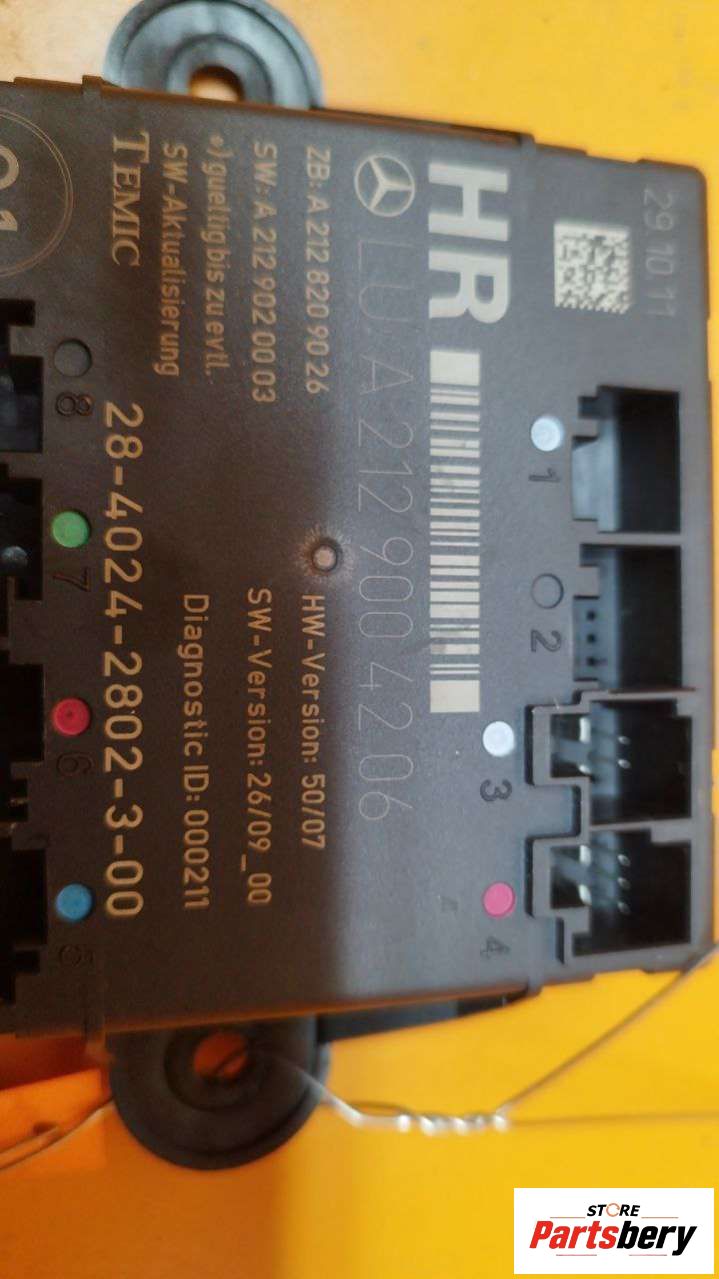 29 10 11
HR
LU A 212 900 42 06
ZB: A 212 820 90 26
HW-Version: 50/07
SW: A 212 902 00 03
SW-Version: 26/09_00
*) gueltig bis zu evtl.
SW-Aktualisierung
Diagnostic ID: 000211
TEMIC
28-4024-2802-3-00
1
2
3
4
8
7
6
5
STORE
Partsbery